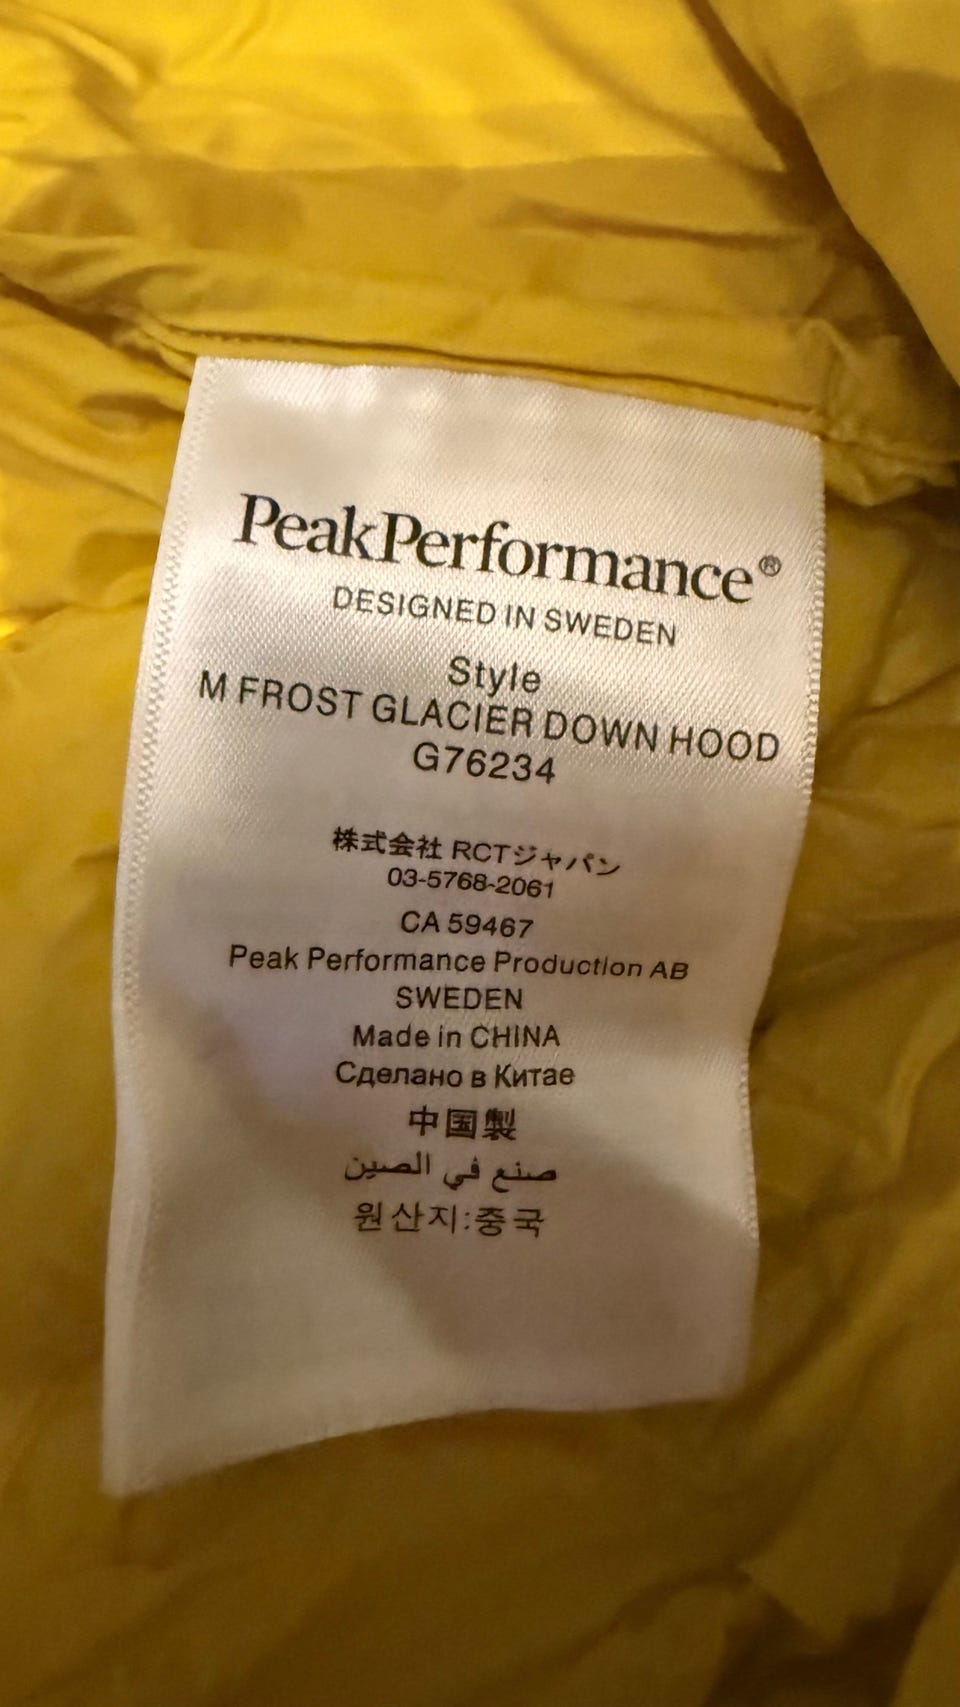 PeakPerformance®
DESIGNED IN SWEDEN
Style
M FROST GLACIER DOWN HOOD
G76234
株式会社 RCTジャパン
03-5768-2061
CA 59467
Peak Performance Production AB
SWEDEN
Made in CHINA
Сделано в Китае
中国製
صنع في الصين
원산지:중국